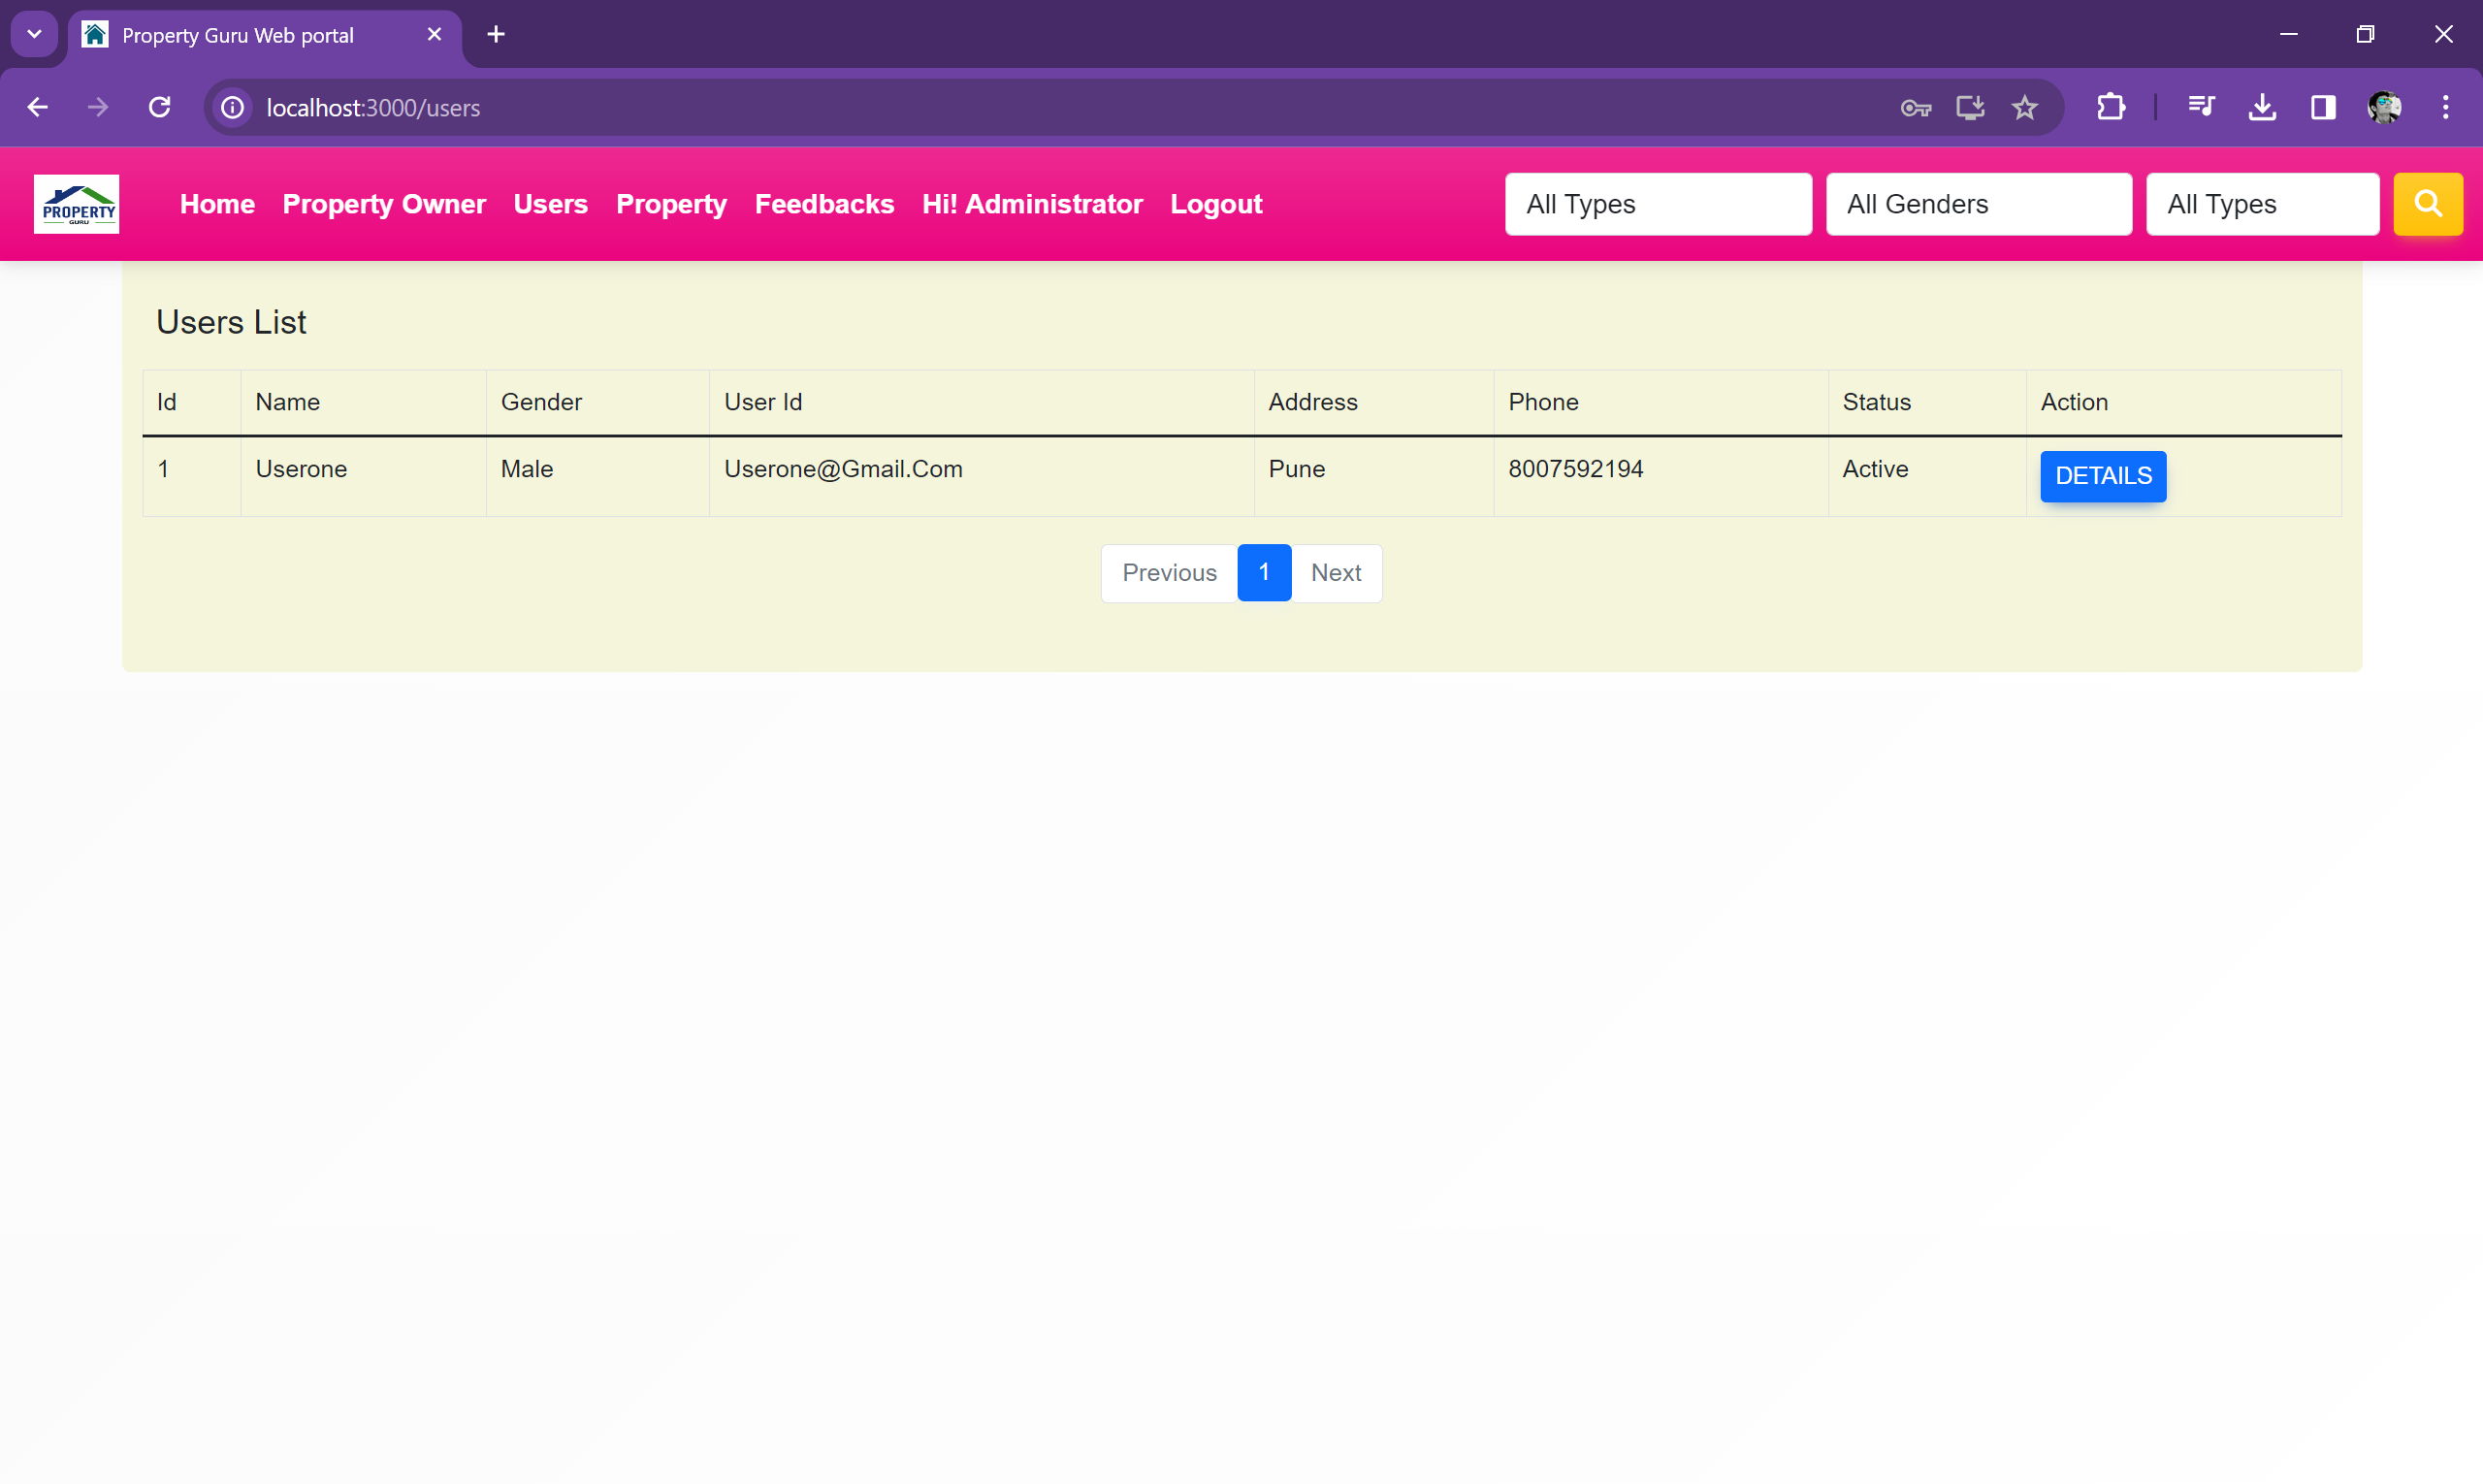 Property Guru Web portal
localhost:3000/users
PROPERTY
GURU
Home Property Owner Users Property Feedbacks Hi! Administrator Logout All Types All Genders All Types
Users List
Id Name Gender User Id Address Phone Status Action
1 Userone Male Userone@Gmail.Com Pune 8007592194 Active DETAILS
Previous 1 Next